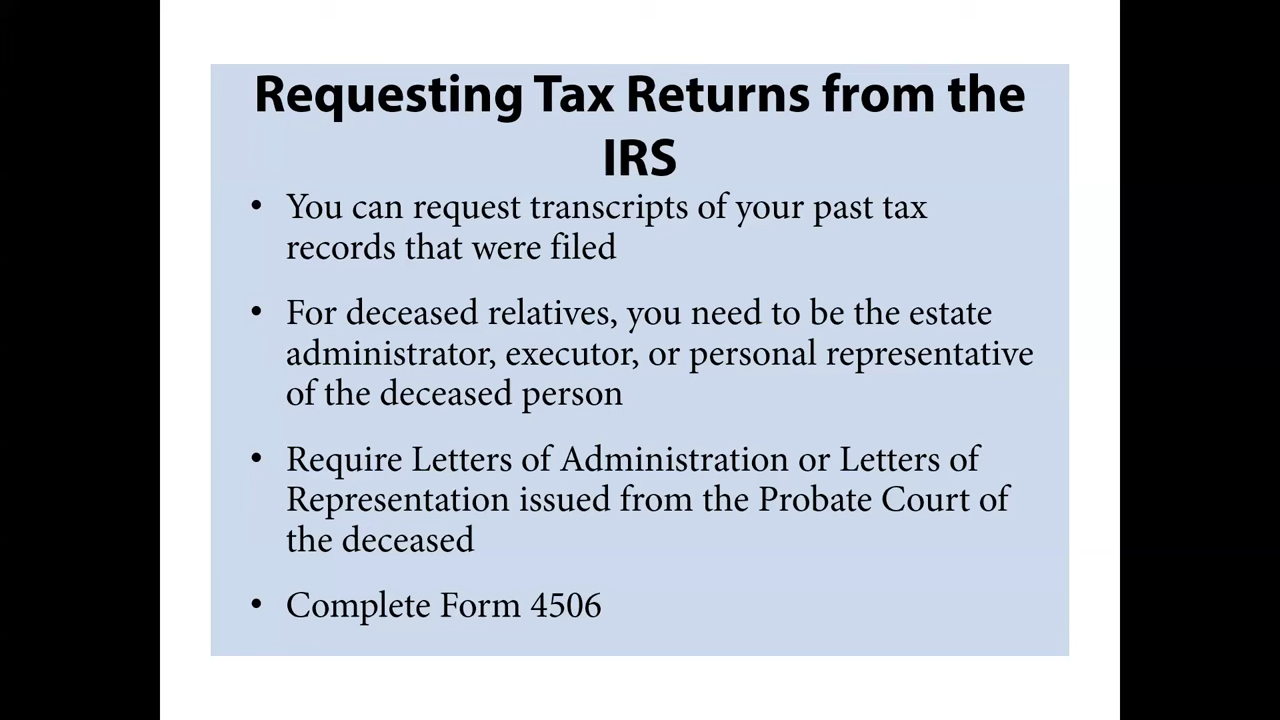 Requesting Tax Returns from the
IRS
• You can request transcripts of your past tax
records that were filed
• For deceased relatives, you need to be the estate
administrator, executor, or personal representative
of the deceased person
• Require Letters of Administration or Letters of
Representation issued from the Probate Court of
the deceased
• Complete Form 4506